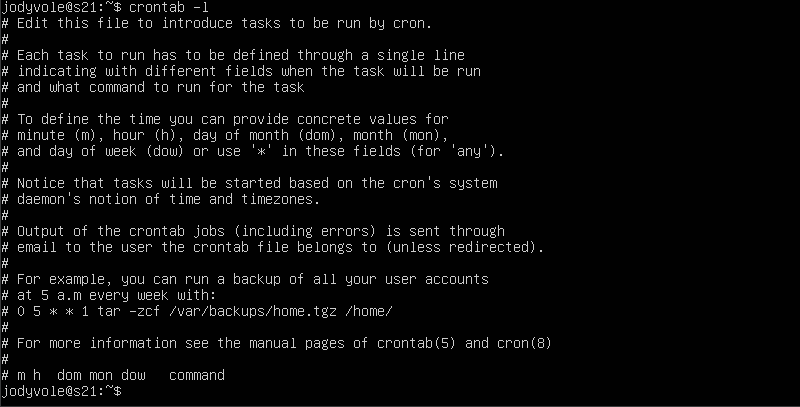 jodyvole@s21:~$ crontab -l
# Edit this file to introduce tasks to be run by cron.
#
# Each task to run has to be defined through a single line
# indicating with different fields when the task will be run
# and what command to run for the task
#
# To define the time you can provide concrete values for
# minute (m), hour (h), day of month (dom), month (mon),
# and day of week (dow) or use '*' in these fields (for 'any').
#
# Notice that tasks will be started based on the cron's system
# daemon's notion of time and timezones.
#
# Output of the crontab jobs (including errors) is sent through
# email to the user the crontab file belongs to (unless redirected).
#
# For example, you can run a backup of all your user accounts
# at 5 a.m every week with:
# 0 5 * * 1 tar -zcf /var/backups/home.tgz /home/
#
# For more information see the manual pages of crontab(5) and cron(8)
#
# m h  dom mon dow   command
jodyvole@s21:~$